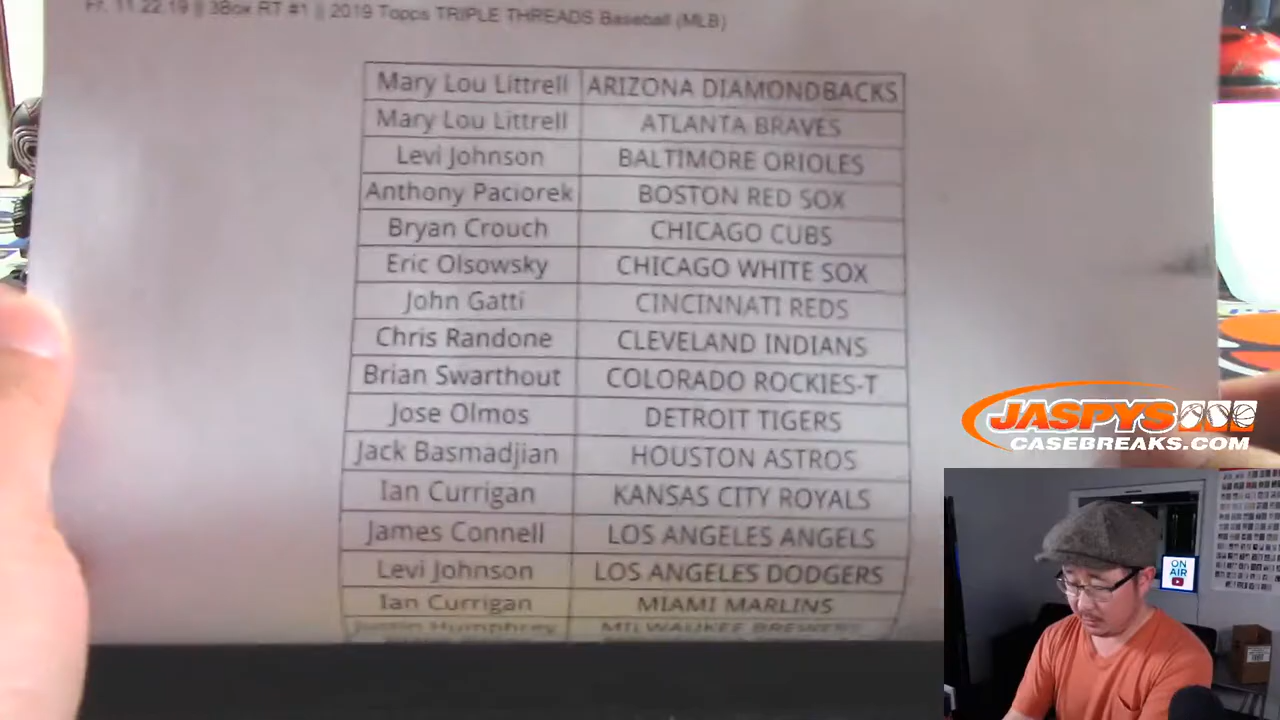 Fr. 11.22.19 || 3Box RT #1 || 2019 Topps TRIPLE THREADS Baseball (MLB)
Mary Lou Littrell ARIZONA DIAMONDBACKS
Mary Lou Littrell ATLANTA BRAVES
Levi Johnson BALTIMORE ORIOLES
Anthony Paciorek BOSTON RED SOX
Bryan Crouch CHICAGO CUBS
Eric Olsowsky CHICAGO WHITE SOX
John Gatti CINCINNATI REDS
Chris Randone CLEVELAND INDIANS
Brian Swarthout COLORADO ROCKIES-T
Jose Olmos DETROIT TIGERS
Jack Basmadjian HOUSTON ASTROS
Ian Currigan KANSAS CITY ROYALS
James Connell LOS ANGELES ANGELS
Levi Johnson LOS ANGELES DODGERS
Ian Currigan MIAMI MARLINS
Justin Humphrey MILWAUKEE BREWERS
JASPYS
CASEBREAKS.COM
ON
AIR